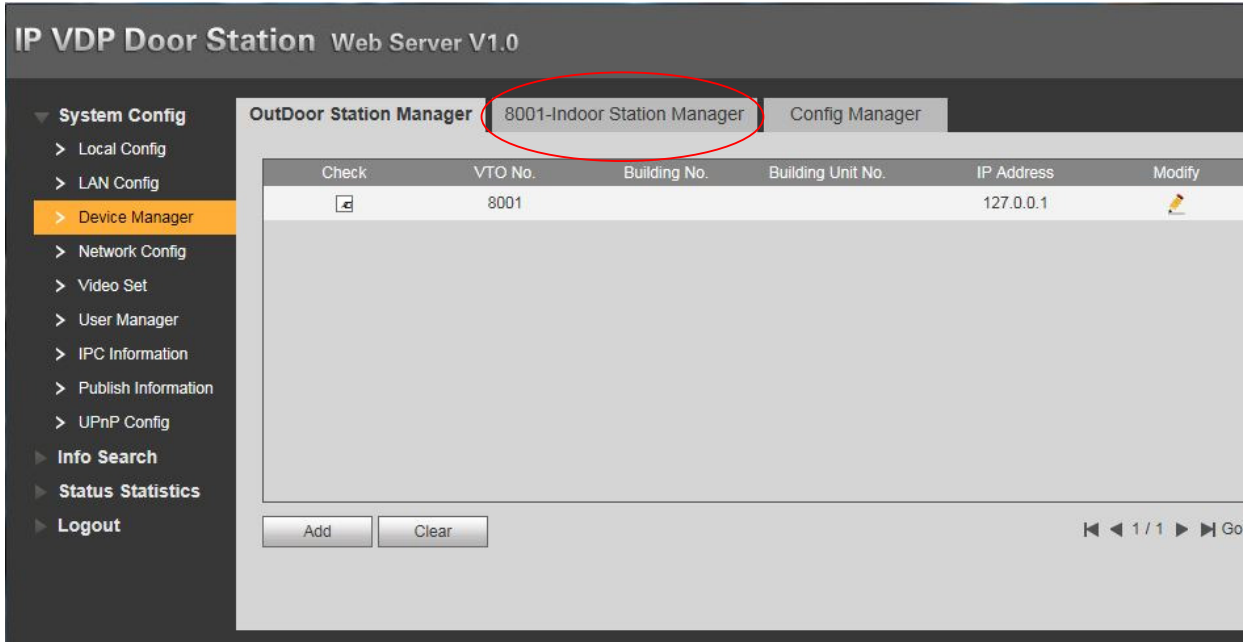 IP VDP Door Station Web Server V1.0
System Config
Local Config
LAN Config
Device Manager
Network Config
Video Set
User Manager
IPC Information
Publish Information
UPnP Config
Info Search
Status Statistics
Logout
OutDoor Station Manager 8001-Indoor Station Manager Config Manager
Check VTO No. Building No. Building Unit No. IP Address Modify
8001 127.0.0.1
Add Clear 1 / 1 Go